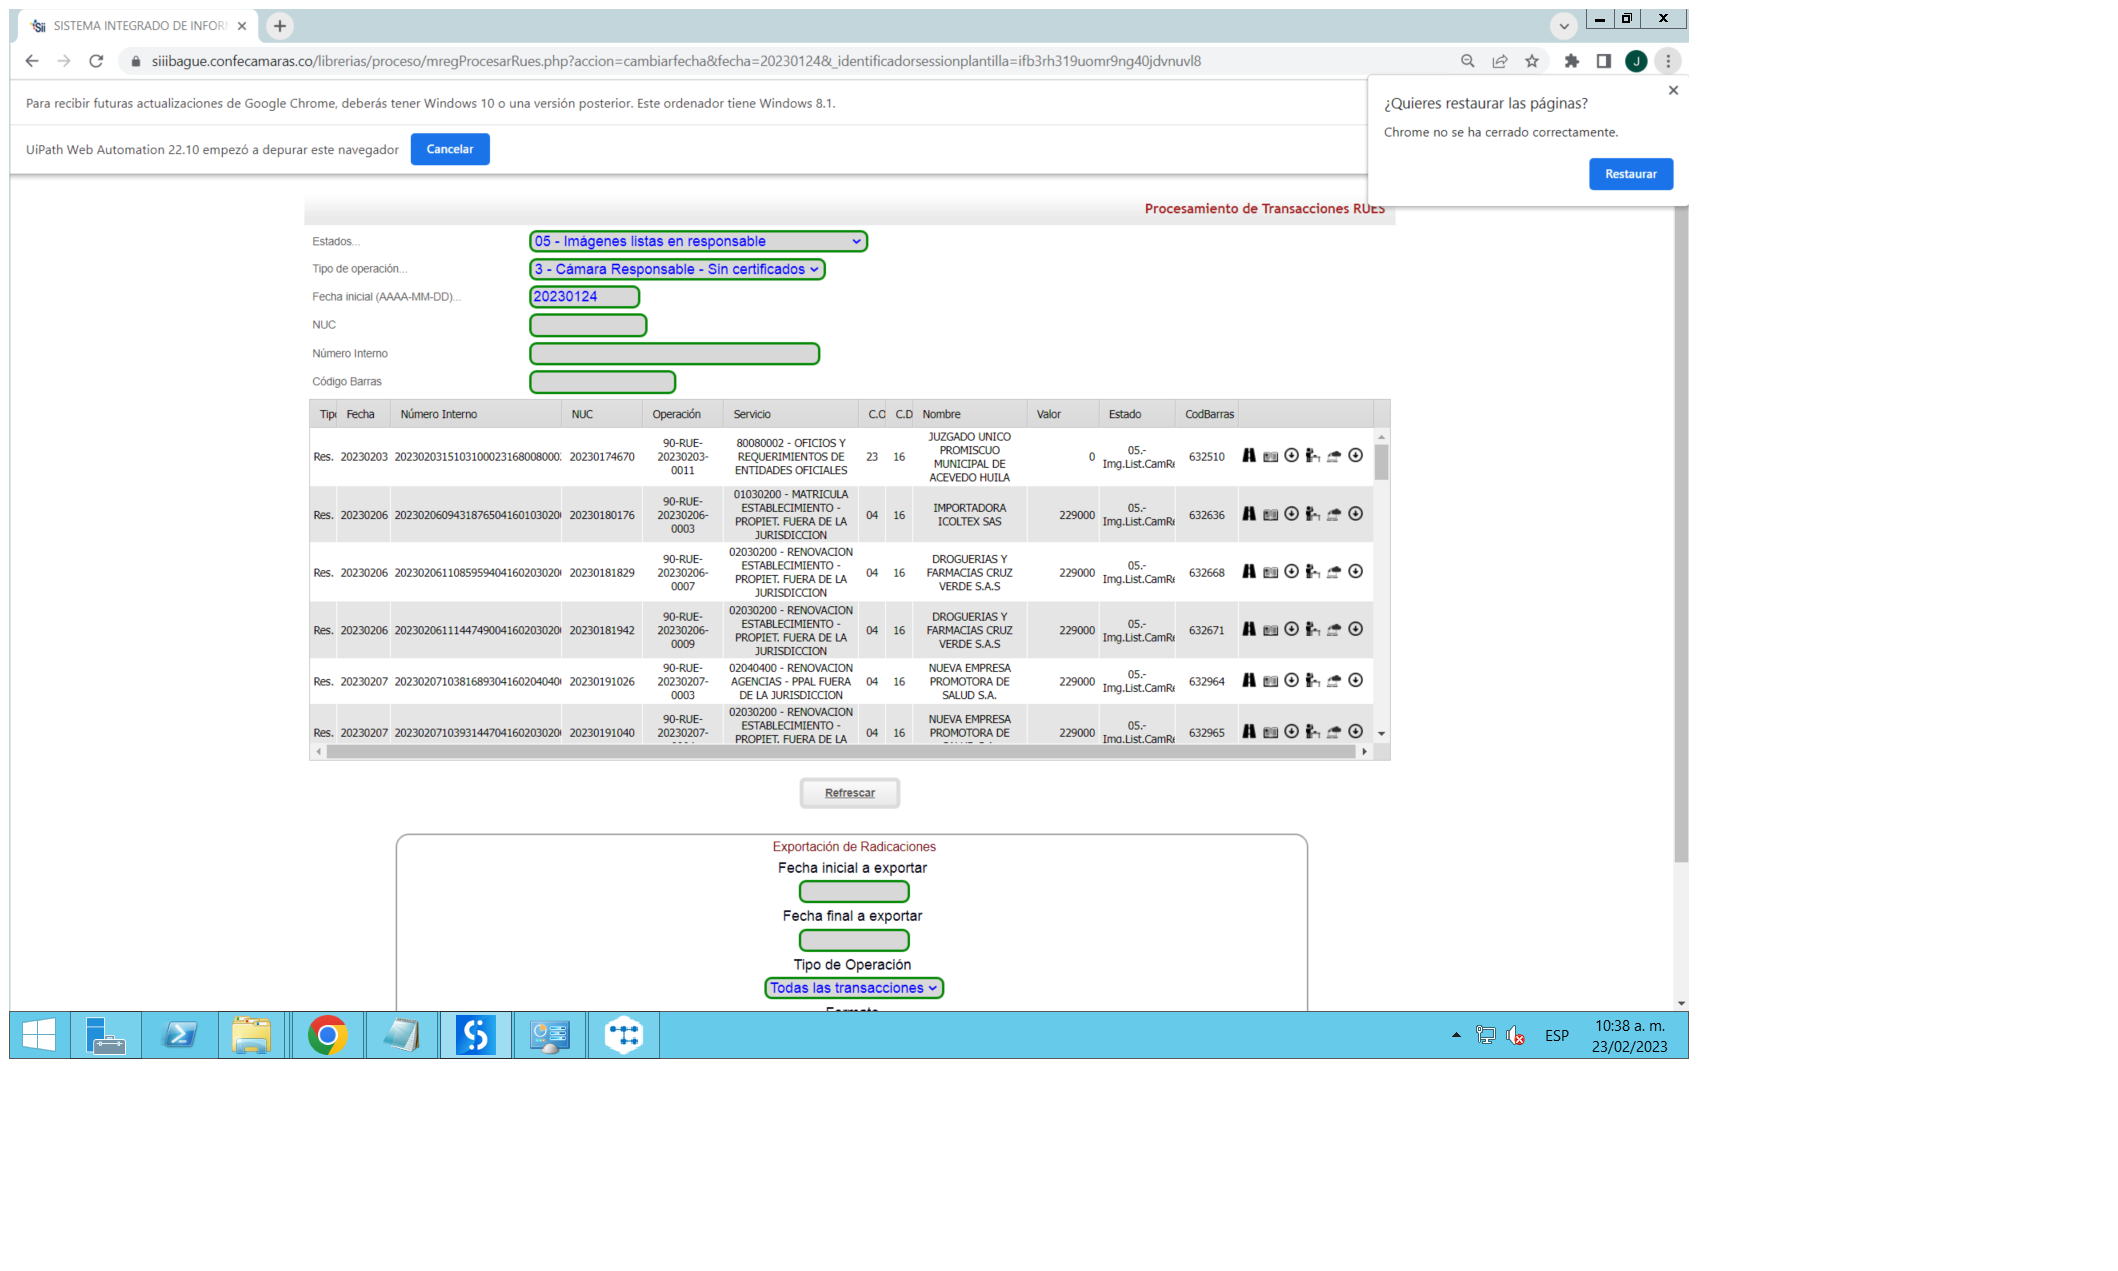 SISTEMA INTEGRADO DE INFOR
siiibague.confecamaras.co/librerias/proceso/mregProcesarRues.php?accion=cambiarfecha&fecha=20230124&_identificadorsessionplantilla=ifb3rh319uomr9ng40jdvnuvl8
J
Para recibir futuras actualizaciones de Google Chrome, deberás tener Windows 10 o una versión posterior. Este ordenador tiene Windows 8.1.
UiPath Web Automation 22.10 empezó a depurar este navegador
Cancelar
¿Quieres restaurar las páginas?
Chrome no se ha cerrado correctamente.
Restaurar
Procesamiento de Transacciones RUES
Estados...
05 - Imágenes listas en responsable
Tipo de operación...
3 - Cámara Responsable - Sin certificados
Fecha inicial (AAAA-MM-DD)...
20230124
NUC
Número Interno
Código Barras
Tipo Fecha Número Interno NUC Operación Servicio C.O C.D Nombre Valor Estado CodBarras
Res. 20230203 20230203151031000231680080002 20230174670 90-RUE-20230203-0011 80080002 - OFICIOS Y REQUERIMIENTOS DE ENTIDADES OFICIALES 23 16 JUZGADO UNICO PROMISCUO MUNICIPAL DE ACEVEDO HUILA 0 05.-Img.List.CamRe 632510
Res. 20230206 2023020609431876504160103020 20230180176 90-RUE-20230206-0003 01030200 - MATRICULA ESTABLECIMIENTO - PROPIET. FUERA DE LA JURISDICCION 04 16 IMPORTADORA ICOLTEX SAS 229000 05.-Img.List.CamRe 632636
Res. 20230206 2023020611085959404160203020 20230181829 90-RUE-20230206-0007 02030200 - RENOVACION ESTABLECIMIENTO - PROPIET. FUERA DE LA JURISDICCION 04 16 DROGUERIAS Y FARMACIAS CRUZ VERDE S.A.S 229000 05.-Img.List.CamRe 632668
Res. 20230206 2023020611144749004160203020 20230181942 90-RUE-20230206-0009 02030200 - RENOVACION ESTABLECIMIENTO - PROPIET. FUERA DE LA JURISDICCION 04 16 DROGUERIAS Y FARMACIAS CRUZ VERDE S.A.S 229000 05.-Img.List.CamRe 632671
Res. 20230207 2023020710381689304160204040 20230191026 90-RUE-20230207-0003 02040400 - RENOVACION AGENCIAS - PPAL FUERA DE LA JURISDICCION 04 16 NUEVA EMPRESA PROMOTORA DE SALUD S.A. 229000 05.-Img.List.CamRe 632964
Res. 20230207 2023020710393144704160203020 20230191040 90-RUE-20230207- 02030200 - RENOVACION ESTABLECIMIENTO - PROPIET. FUERA DE LA 04 16 NUEVA EMPRESA PROMOTORA DE 229000 05.-Img.List.CamRe 632965
Refrescar
Exportación de Radicaciones
Fecha inicial a exportar
Fecha final a exportar
Tipo de Operación
Todas las transacciones
Formato
ESP
10:38 a. m.
23/02/2023